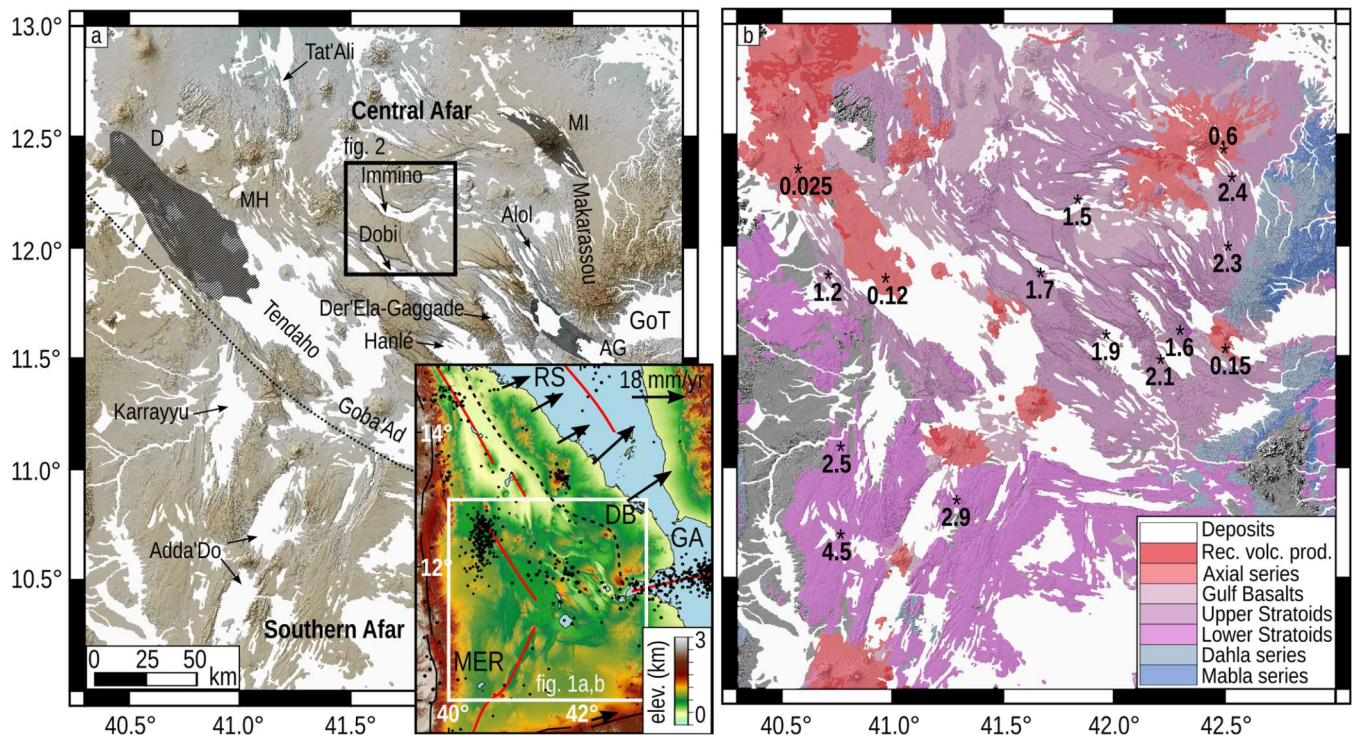 a
Tat'Ali
Central Afar
MI
D
fig. 2
Immino
MH
Makarassou
Alol
Dobi
Der'Ela-Gaggade
GoT
Tendaho
Hanlé
AG
Karrayyu
Goba'Ad
Adda'Do
Southern Afar
0 25 50
km
13.0°
12.5°
12.0°
11.5°
11.0°
10.5°
40.5° 41.0° 41.5°
RS
18 mm/yr
14°
DB
GA
12°
MER
fig. 1a,b
40° 42°
elev. (km)
3
2
1
0
b
0.6
0.025
2.4
1.5
2.3
1.2
0.12
1.7
1.9
1.6
2.1
0.15
2.5
2.9
4.5
Deposits
Rec. volc. prod.
Axial series
Gulf Basalts
Upper Stratoids
Lower Stratoids
Dahla series
Mabla series
40.5° 41.0° 41.5° 42.0° 42.5°